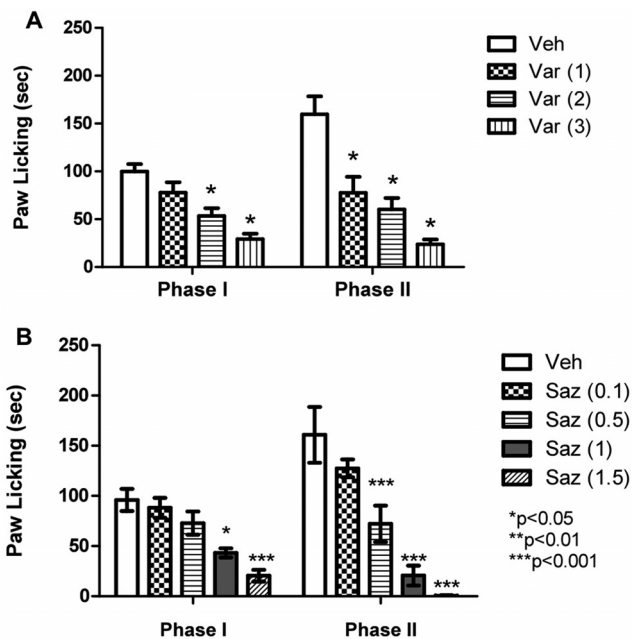 A
Paw Licking (sec)
250
200
150
100
50
0
*
*
*
*
*
Phase I
Phase II
Veh
Var (1)
Var (2)
Var (3)
B
Paw Licking (sec)
250
200
150
100
50
0
*
***
***
***
***
Phase I
Phase II
Veh
Saz (0.1)
Saz (0.5)
Saz (1)
Saz (1.5)
*p<0.05
**p<0.01
***p<0.001